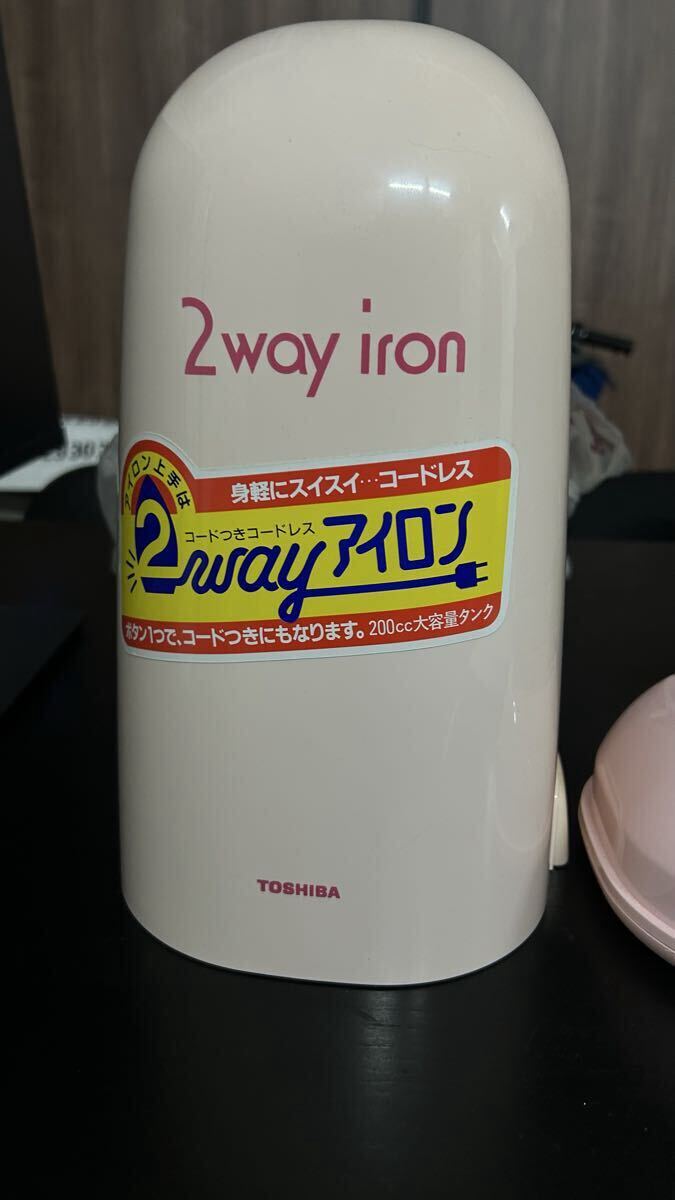 2way iron
アイロン上手は
身軽にスイスイ…コードレス
コードつきコードレス
2wayアイロン
ボタン1つで、コードつきにもなります。200cc大容量タンク
TOSHIBA